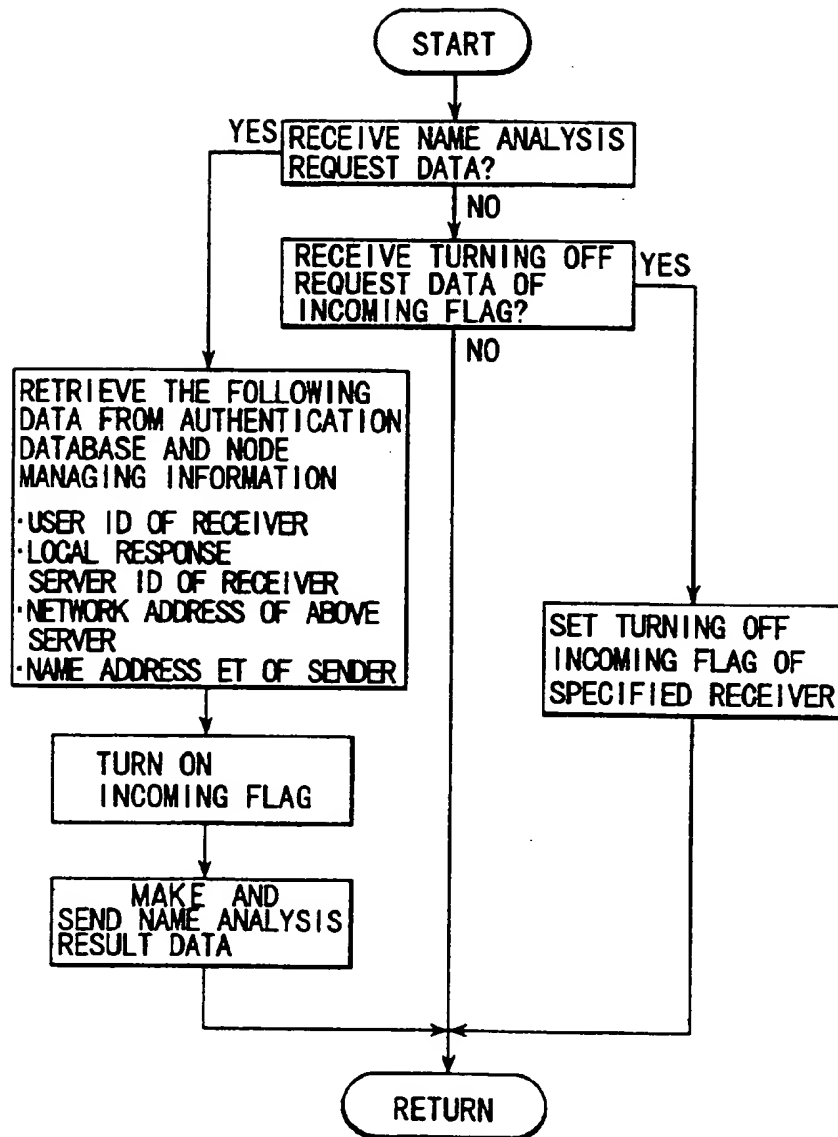 START
YES
RECEIVE NAME ANALYSIS
REQUEST DATA?
NO
RECEIVE TURNING OFF
REQUEST DATA OF
INCOMING FLAG?
YES
NO
RETRIEVE THE FOLLOWING
DATA FROM AUTHENTICATION
DATABASE AND NODE
MANAGING INFORMATION
·USER ID OF RECEIVER
·LOCAL RESPONSE
SERVER ID OF RECEIVER
·NETWORK ADDRESS OF ABOVE
SERVER
·NAME ADDRESS ET OF SENDER
SET TURNING OFF
INCOMING FLAG OF
SPECIFIED RECEIVER
TURN ON
INCOMING FLAG
MAKE AND
SEND NAME ANALYSIS
RESULT DATA
RETURN